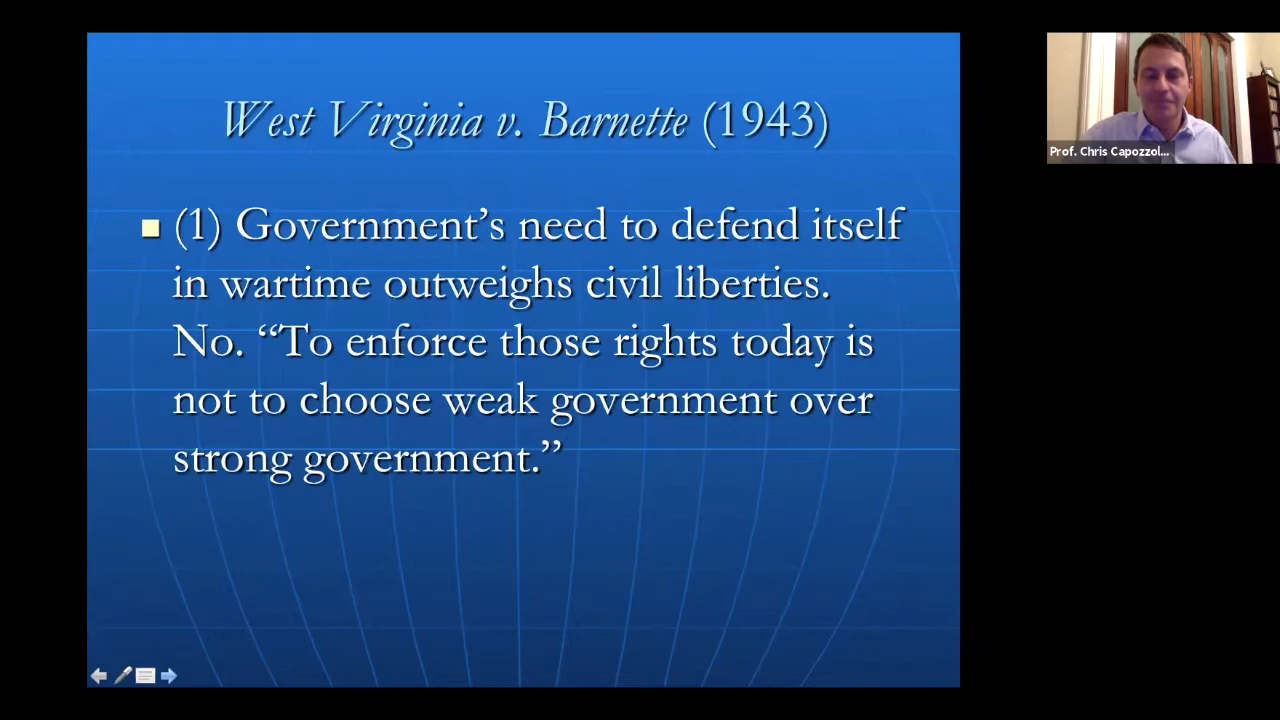 West Virginia v. Barnette (1943)
(1) Government’s need to defend itself
in wartime outweighs civil liberties.
No. “To enforce those rights today is
not to choose weak government over
strong government.”
Prof. Chris Capozzol...